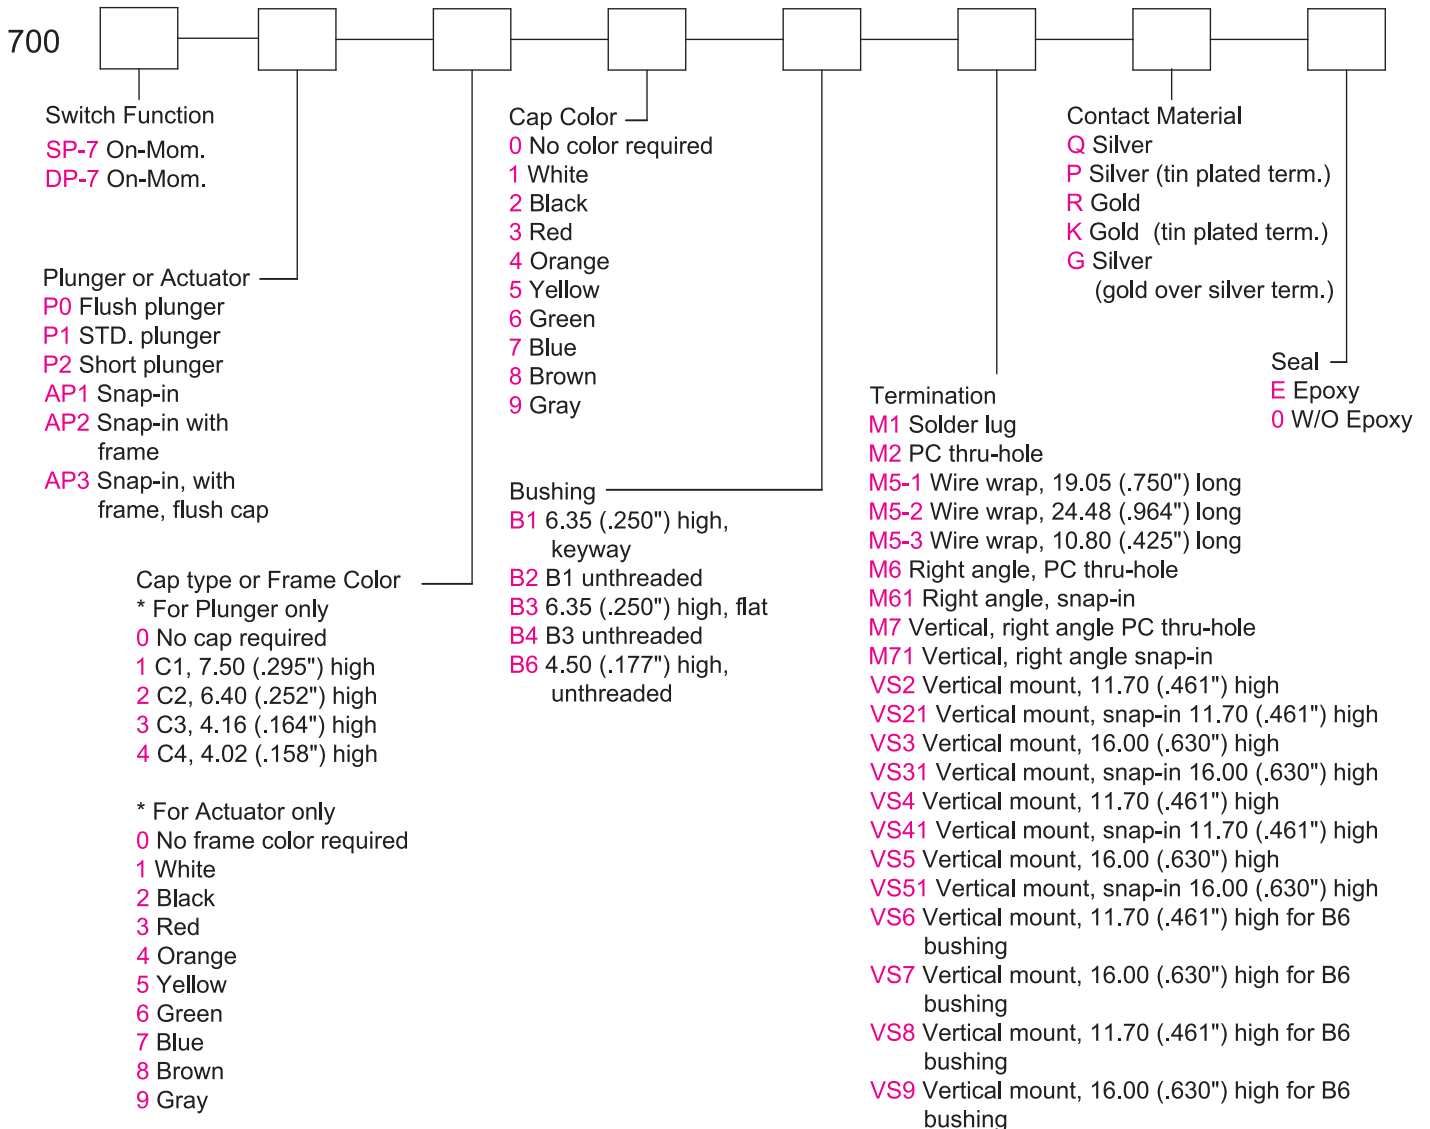 700
Switch Function
SP-7 On-Mom.
DP-7 On-Mom.
Plunger or Actuator
P0 Flush plunger
P1 STD. plunger
P2 Short plunger
AP1 Snap-in
AP2 Snap-in with
frame
AP3 Snap-in, with
frame, flush cap
Cap type or Frame Color
* For Plunger only
0 No cap required
1 C1, 7.50 (.295") high
2 C2, 6.40 (.252") high
3 C3, 4.16 (.164") high
4 C4, 4.02 (.158") high
* For Actuator only
0 No frame color required
1 White
2 Black
3 Red
4 Orange
5 Yellow
6 Green
7 Blue
8 Brown
9 Gray
Cap Color
0 No color required
1 White
2 Black
3 Red
4 Orange
5 Yellow
6 Green
7 Blue
8 Brown
9 Gray
Bushing
B1 6.35 (.250") high,
keyway
B2 B1 unthreaded
B3 6.35 (.250") high, flat
B4 B3 unthreaded
B6 4.50 (.177") high,
unthreaded
Termination
M1 Solder lug
M2 PC thru-hole
M5-1 Wire wrap, 19.05 (.750") long
M5-2 Wire wrap, 24.48 (.964") long
M5-3 Wire wrap, 10.80 (.425") long
M6 Right angle, PC thru-hole
M61 Right angle, snap-in
M7 Vertical, right angle PC thru-hole
M71 Vertical, right angle snap-in
VS2 Vertical mount, 11.70 (.461") high
VS21 Vertical mount, snap-in 11.70 (.461") high
VS3 Vertical mount, 16.00 (.630") high
VS31 Vertical mount, snap-in 16.00 (.630") high
VS4 Vertical mount, 11.70 (.461") high
VS41 Vertical mount, snap-in 11.70 (.461") high
VS5 Vertical mount, 16.00 (.630") high
VS51 Vertical mount, snap-in 16.00 (.630") high
VS6 Vertical mount, 11.70 (.461") high for B6
bushing
VS7 Vertical mount, 16.00 (.630") high for B6
bushing
VS8 Vertical mount, 11.70 (.461") high for B6
bushing
VS9 Vertical mount, 16.00 (.630") high for B6
bushing
Contact Material
Q Silver
P Silver (tin plated term.)
R Gold
K Gold (tin plated term.)
G Silver
(gold over silver term.)
Seal
E Epoxy
0 W/O Epoxy